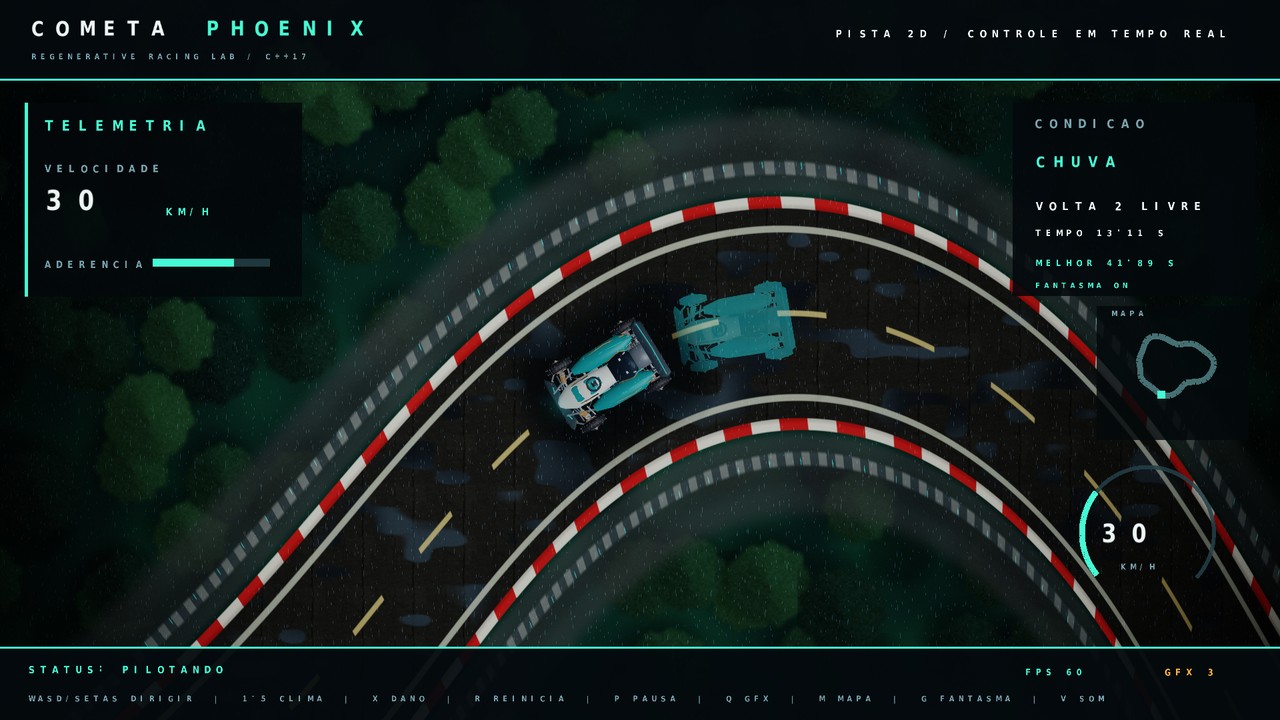 COMETA PHOENIX
REGENERATIVE RACING LAB / C++17
PISTA 2D / CONTROLE EM TEMPO REAL
TELEMETRIA
VELOCIDADE
30 KM/H
ADERENCIA
CONDICAO
CHUVA
VOLTA 2 LIVRE
TEMPO 13'11 S
MELHOR 41'89 S
FANTASMA ON
MAPA
30
KM/H
STATUS: PILOTANDO
FPS 60 GFX 3
WASD/SETAS DIRIGIR | 1-5 CLIMA | X DANO | R REINICIA | P PAUSA | Q GFX | M MAPA | G FANTASMA | V SOM